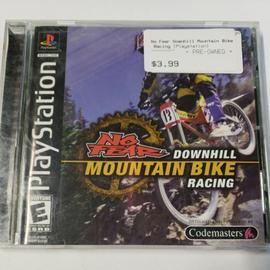 No Fear Downhill Mountain Bike
Racing (Playstation)
- PRE-OWNED -
$3.99
PlayStation
NO
FEAR
DOWNHILL
MOUNTAIN BIKE
RACING
E
Codemasters